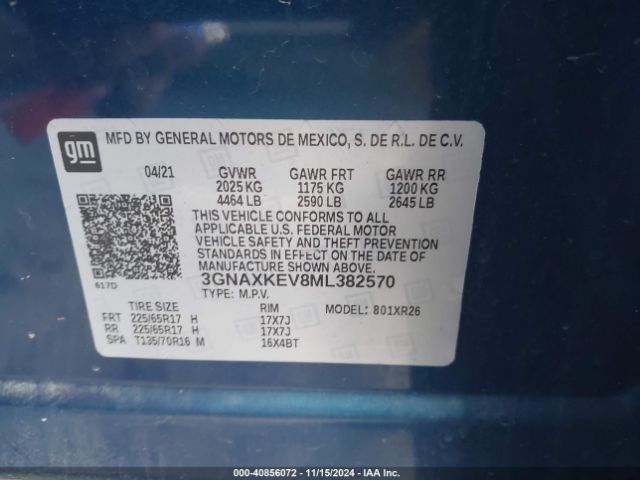 gm MFD BY GENERAL MOTORS DE MEXICO, S. DE R.L. DE C.V.
04/21 GVWR GAWR FRT GAWR RR
2025 KG 1175 KG 1200 KG
4464 LB 2590 LB 2645 LB
THIS VEHICLE CONFORMS TO ALL
APPLICABLE U.S. FEDERAL MOTOR
VEHICLE SAFETY AND THEFT PREVENTION
STANDARDS IN EFFECT ON THE DATE OF
MANUFACTURE SHOWN ABOVE.
617D 3GNAXKEV8ML382570
TYPE: M.P.V.
TIRE SIZE RIM MODEL: 801XR26
FRT 225/65R17 H 17X7J
RR 225/65R17 H 17X7J
SPA T135/70R16 M 16X4BT
000-40856072 - 11/15/2024 - IAA Inc.